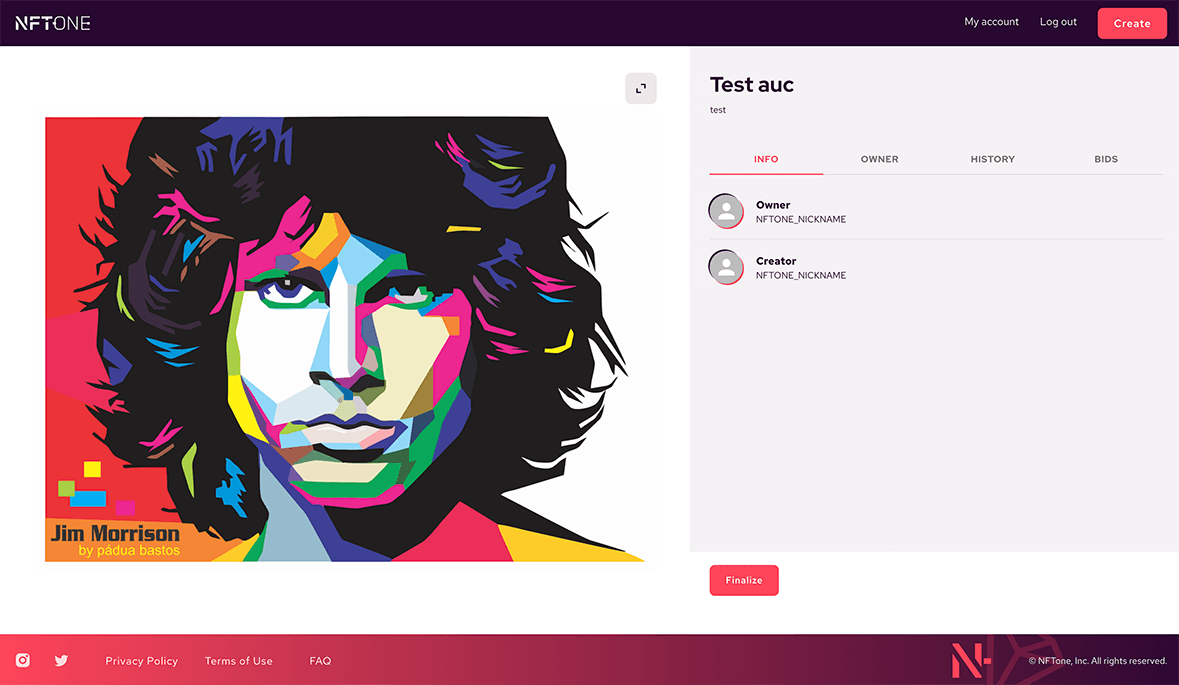 NFTONE
My account
Log out
Create
Test auc
test
INFO
OWNER
HISTORY
BIDS
Owner
NFTONE_NICKNAME
Creator
NFTONE_NICKNAME
Jim Morrison
by pádua bastos
Finalize
Privacy Policy
Terms of Use
FAQ
© NFTone, Inc. All rights reserved.